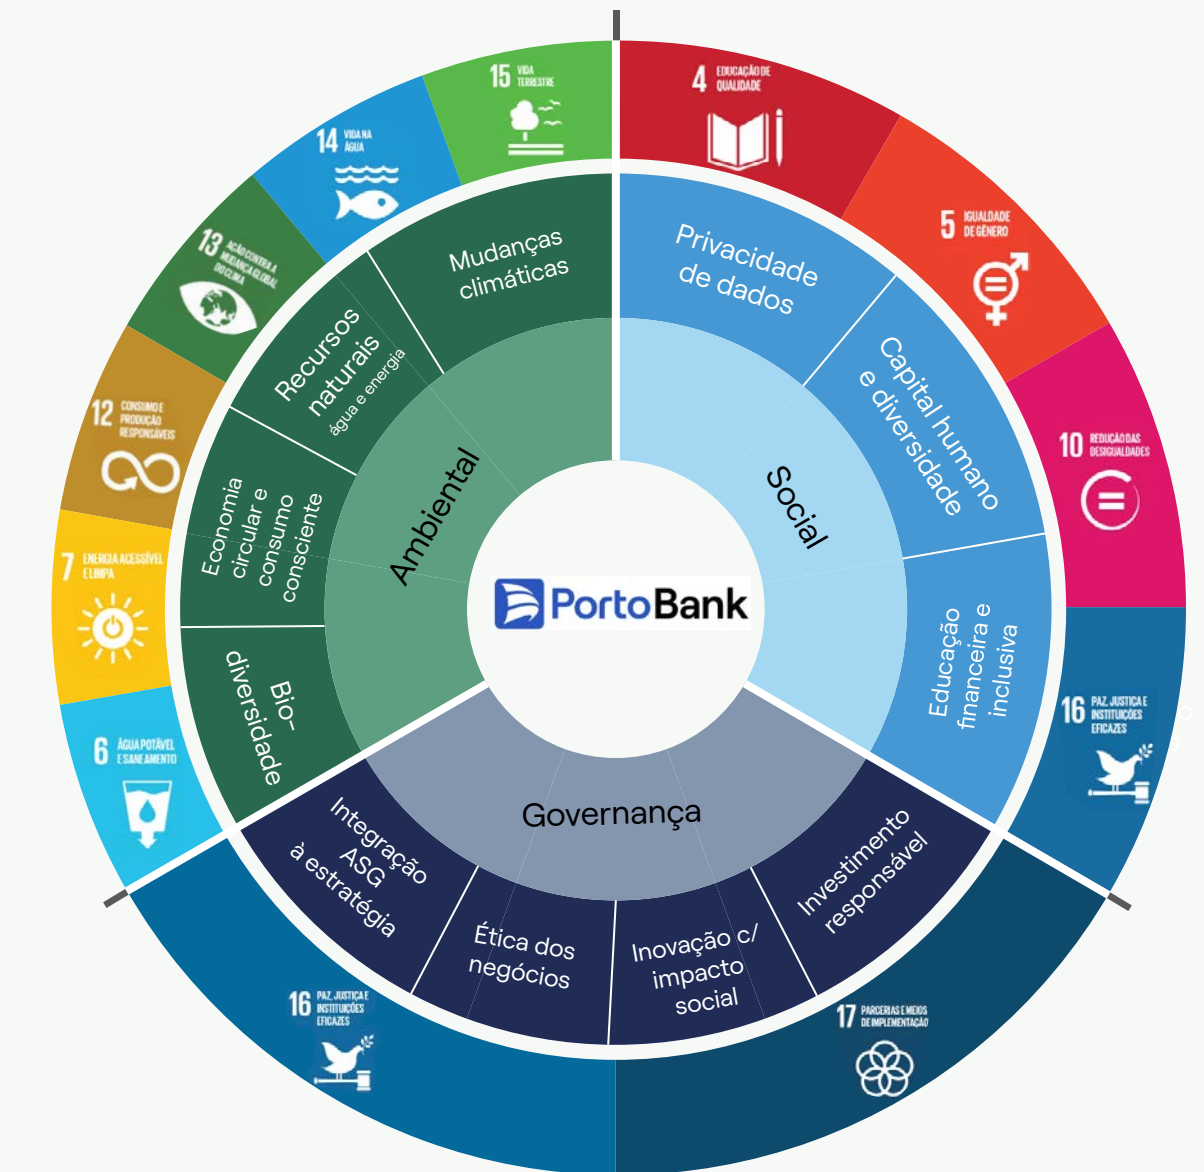 15 VIDA
TERRESTRE
4 EDUCAÇÃO DE
QUALIDADE
14 VIDA NA
ÁGUA
5 IGUALDADE
DE GÊNERO
13 AÇÃO CONTRA A
MUDANÇA GLOBAL
DO CLIMA
10 REDUÇÃO DAS
DESIGUALDADES
12 CONSUMO E
PRODUÇÃO
RESPONSÁVEIS
7 ENERGIA ACESSÍVEL
E LIMPA
6 ÁGUA POTÁVEL
E SANEAMENTO
16 PAZ, JUSTIÇA E
INSTITUIÇÕES
EFICAZES
16 PAZ, JUSTIÇA E
INSTITUIÇÕES
EFICAZES
17 PARCERIAS E MEIOS
DE IMPLEMENTAÇÃO
Mudanças
climáticas
Recursos
naturais
água e energia
Economia
circular e
consumo
consciente
Bio-
diversidade
Privacidade
de dados
Capital humano
e diversidade
Educação
financeira e
inclusiva
Integração
ASG
à estratégia
Ética dos
negócios
Inovação c/
impacto
social
Investimento
responsável
Ambiental
Social
Governança
PortoBank